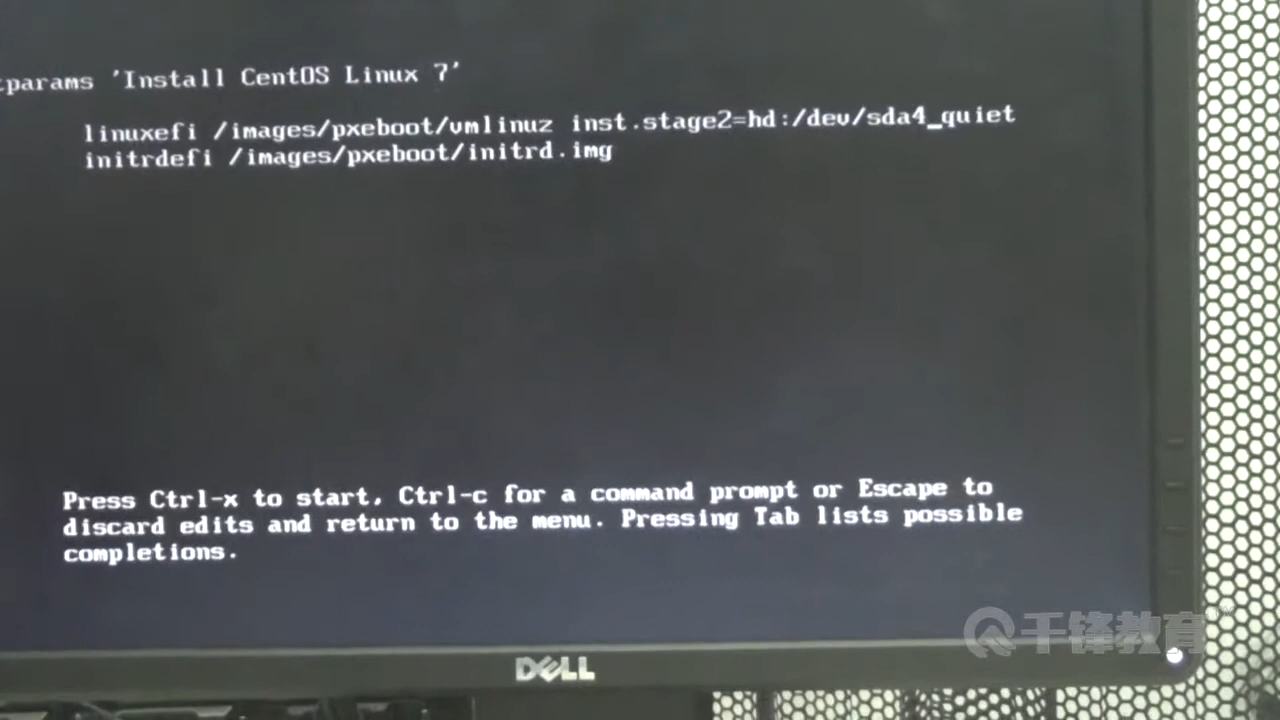 tparams 'Install CentOS Linux 7'
linuxefi /images/pxeboot/vmlinuz inst.stage2=hd:/dev/sda4_quiet
initrdefi /images/pxeboot/initrd.img
Press Ctrl-x to start, Ctrl-c for a command prompt or Escape to
discard edits and return to the menu. Pressing Tab lists possible
completions.
千锋教育
DELL